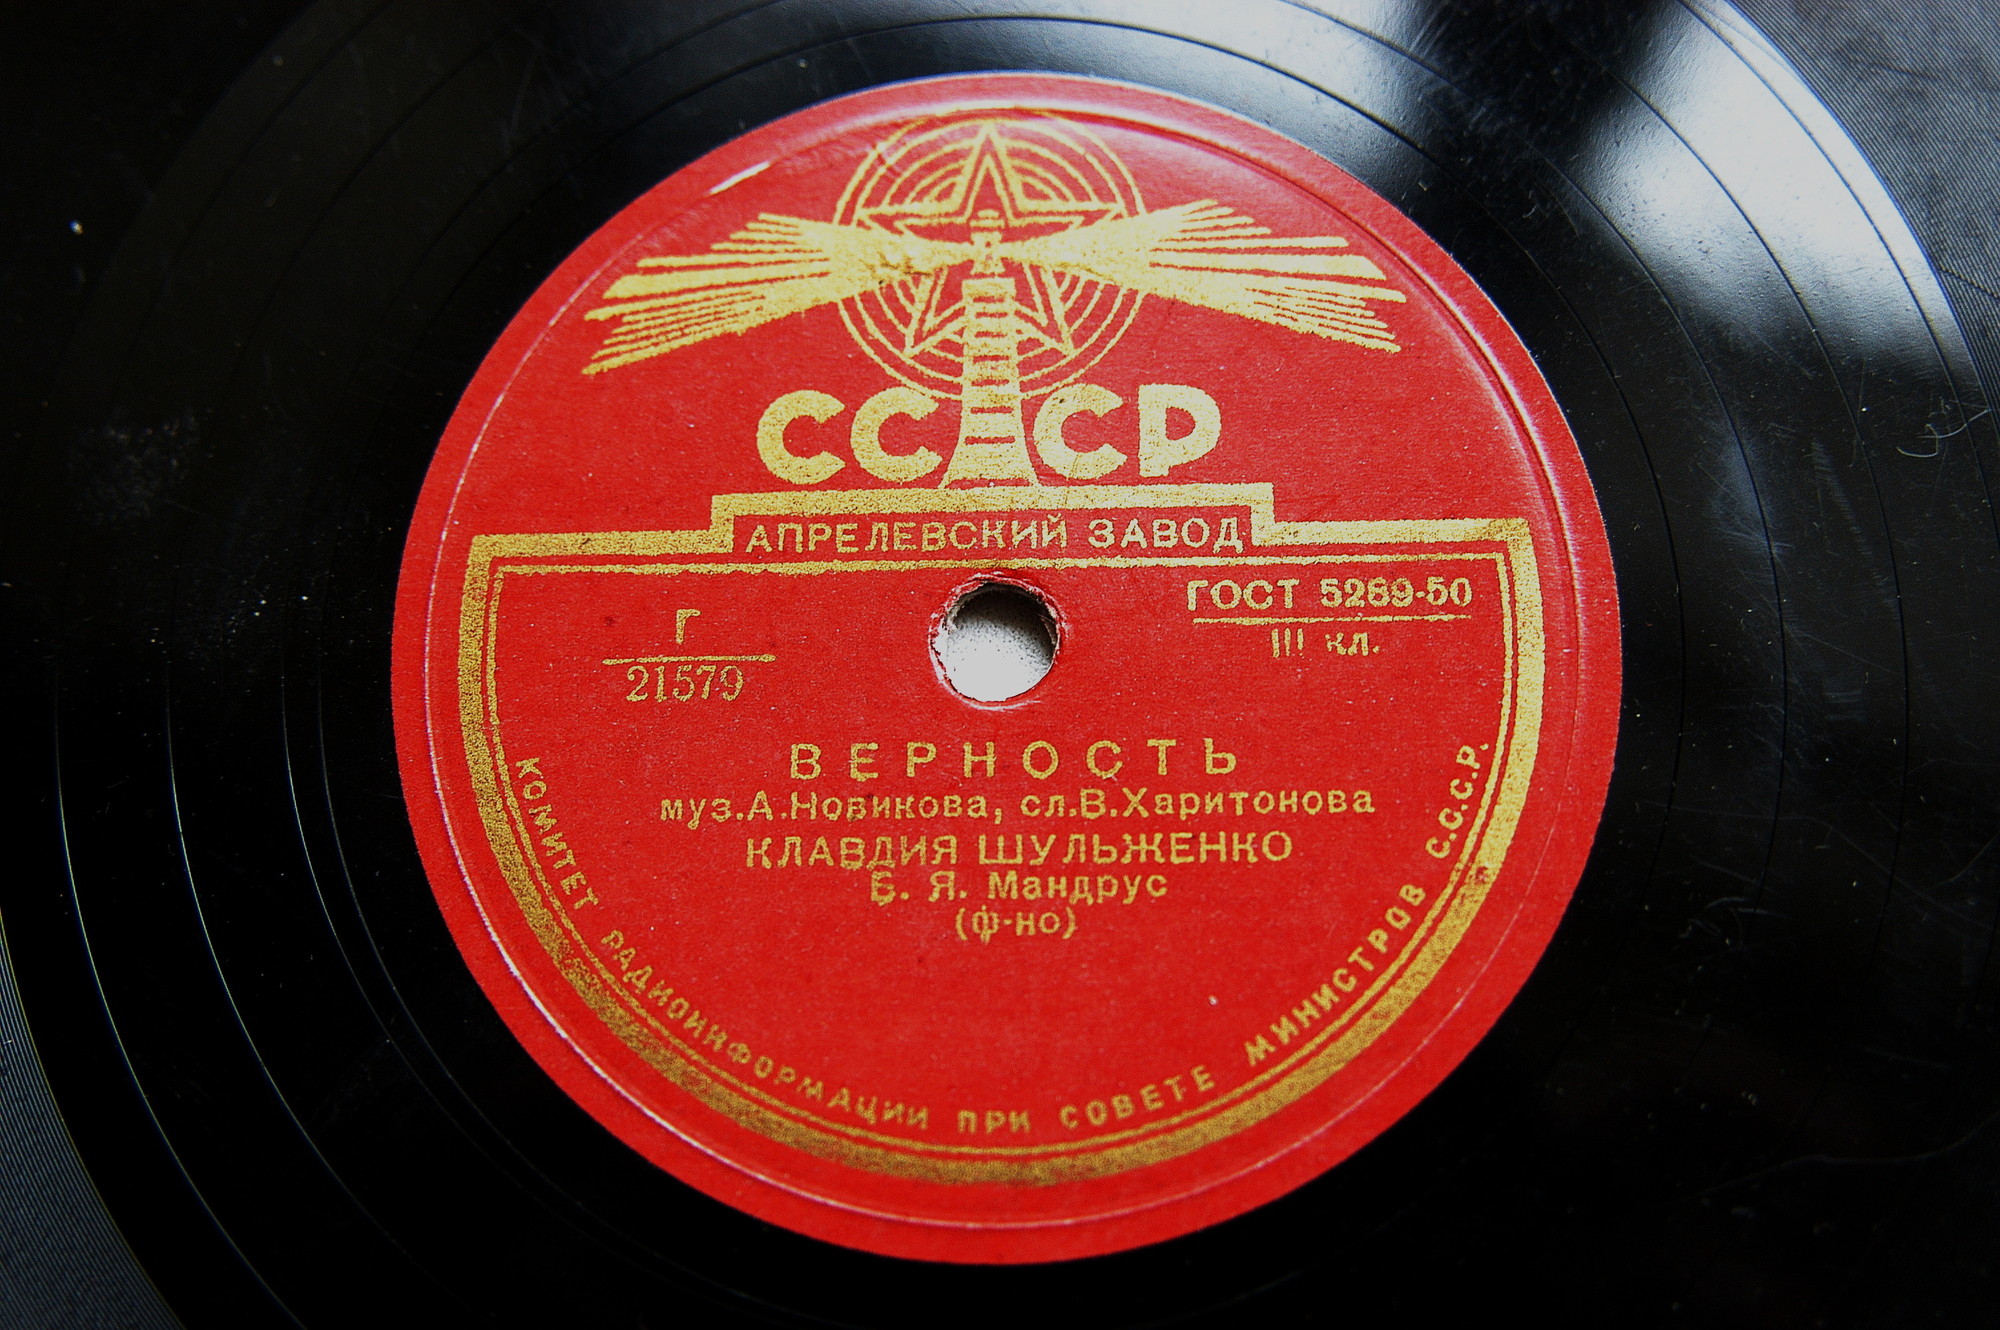 СССР
АПРЕЛЕВСКИЙ ЗАВОД
Г
21579
ГОСТ 5289-50
III кл.
ВЕРНОСТЬ
муз.А.Новикова, сл.В.Харитонова
КЛАВДИЯ ШУЛЬЖЕНКО
Б. Я. Мандрус
(ф-но)
КОМИТЕТ РАДИОИНФОРМАЦИИ ПРИ СОВЕТЕ МИНИСТРОВ С.С.С.Р.